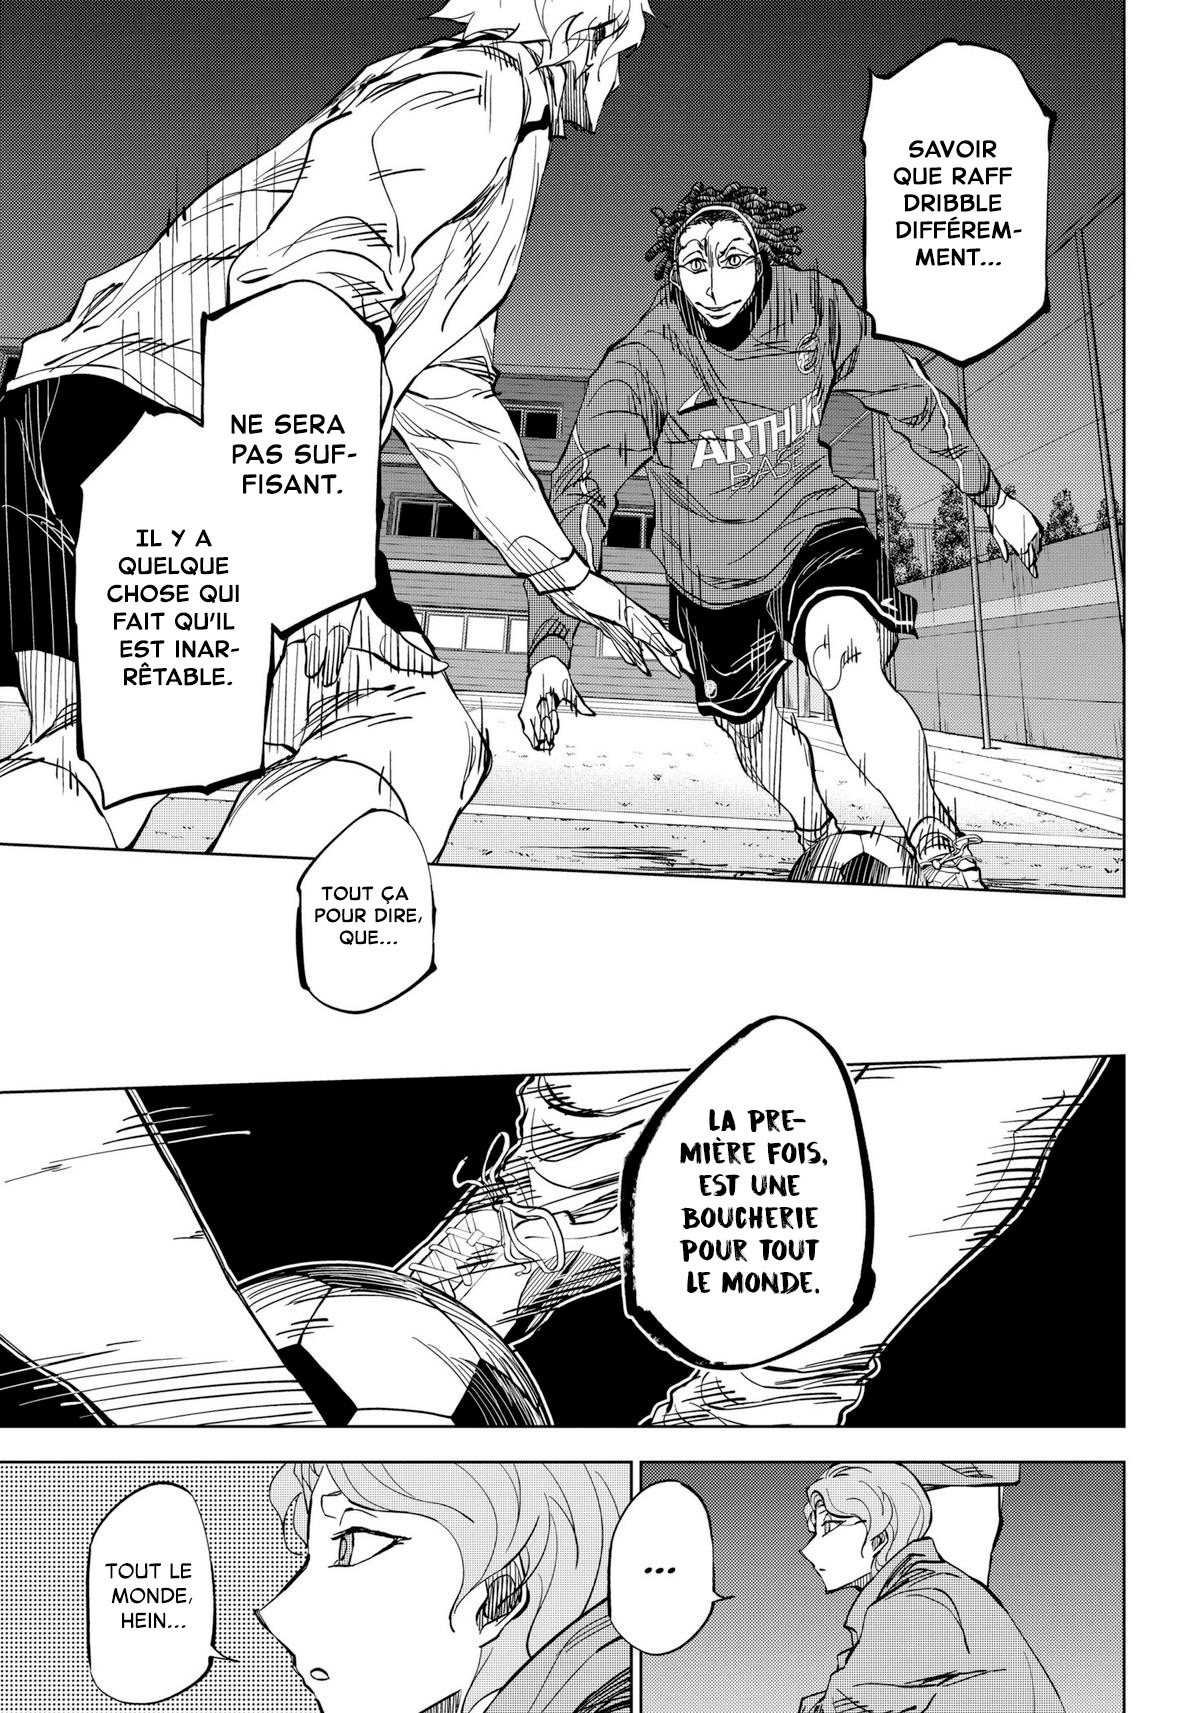 SAVOIR
QUE RAFF
DRIBBLE
DIFFÉREM-
MENT...
ARTHUR
BASE
NE SERA
PAS SUF-
FISANT.
IL Y A
QUELQUE
CHOSE QUI
FAIT QU'IL
EST INAR-
RÊTABLE.
TOUT ÇA
POUR DIRE,
QUE...
LA PRE-
MIÈRE FOIS,
EST UNE
BOUCHERIE
POUR TOUT
LE MONDE.
...
TOUT LE
MONDE,
HEIN...